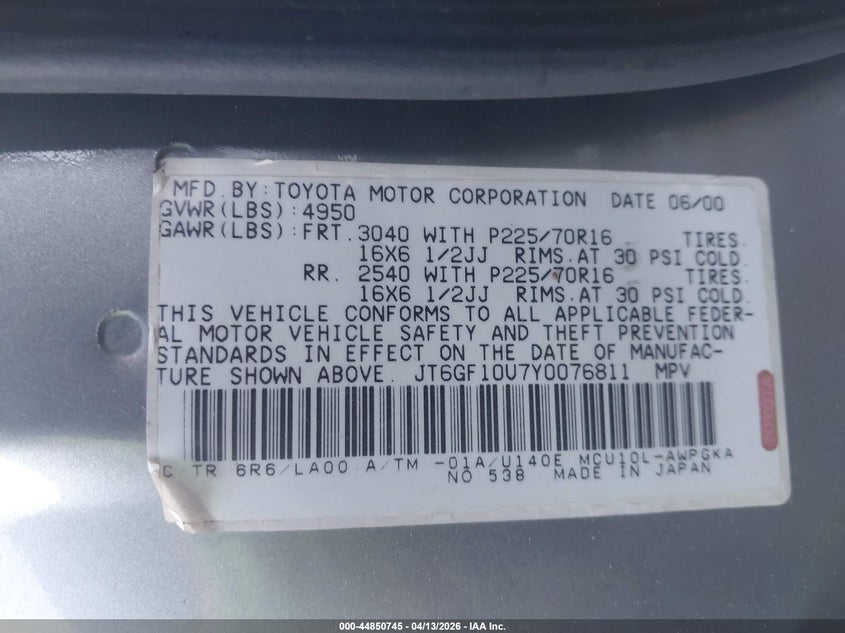 MFD. BY: TOYOTA MOTOR CORPORATION DATE 06/00
GVWR(LBS): 4950
GAWR(LBS): FRT. 3040 WITH P225/70R16 TIRES.
16X6 1/2JJ RIMS. AT 30 PSI COLD.
RR. 2540 WITH P225/70R16 TIRES.
16X6 1/2JJ RIMS. AT 30 PSI COLD.
THIS VEHICLE CONFORMS TO ALL APPLICABLE FEDER-
AL MOTOR VEHICLE SAFETY AND THEFT PREVENTION
STANDARDS IN EFFECT ON THE DATE OF MANUFAC-
TURE SHOWN ABOVE. JT6GF10U7Y0076811 MPV
C/TR 6R6/LA00 A/TM -01A/U140E MCU10L-AWPGKA
NO 538 MADE IN JAPAN
000-44850745 - 04/13/2026 - IAA Inc.